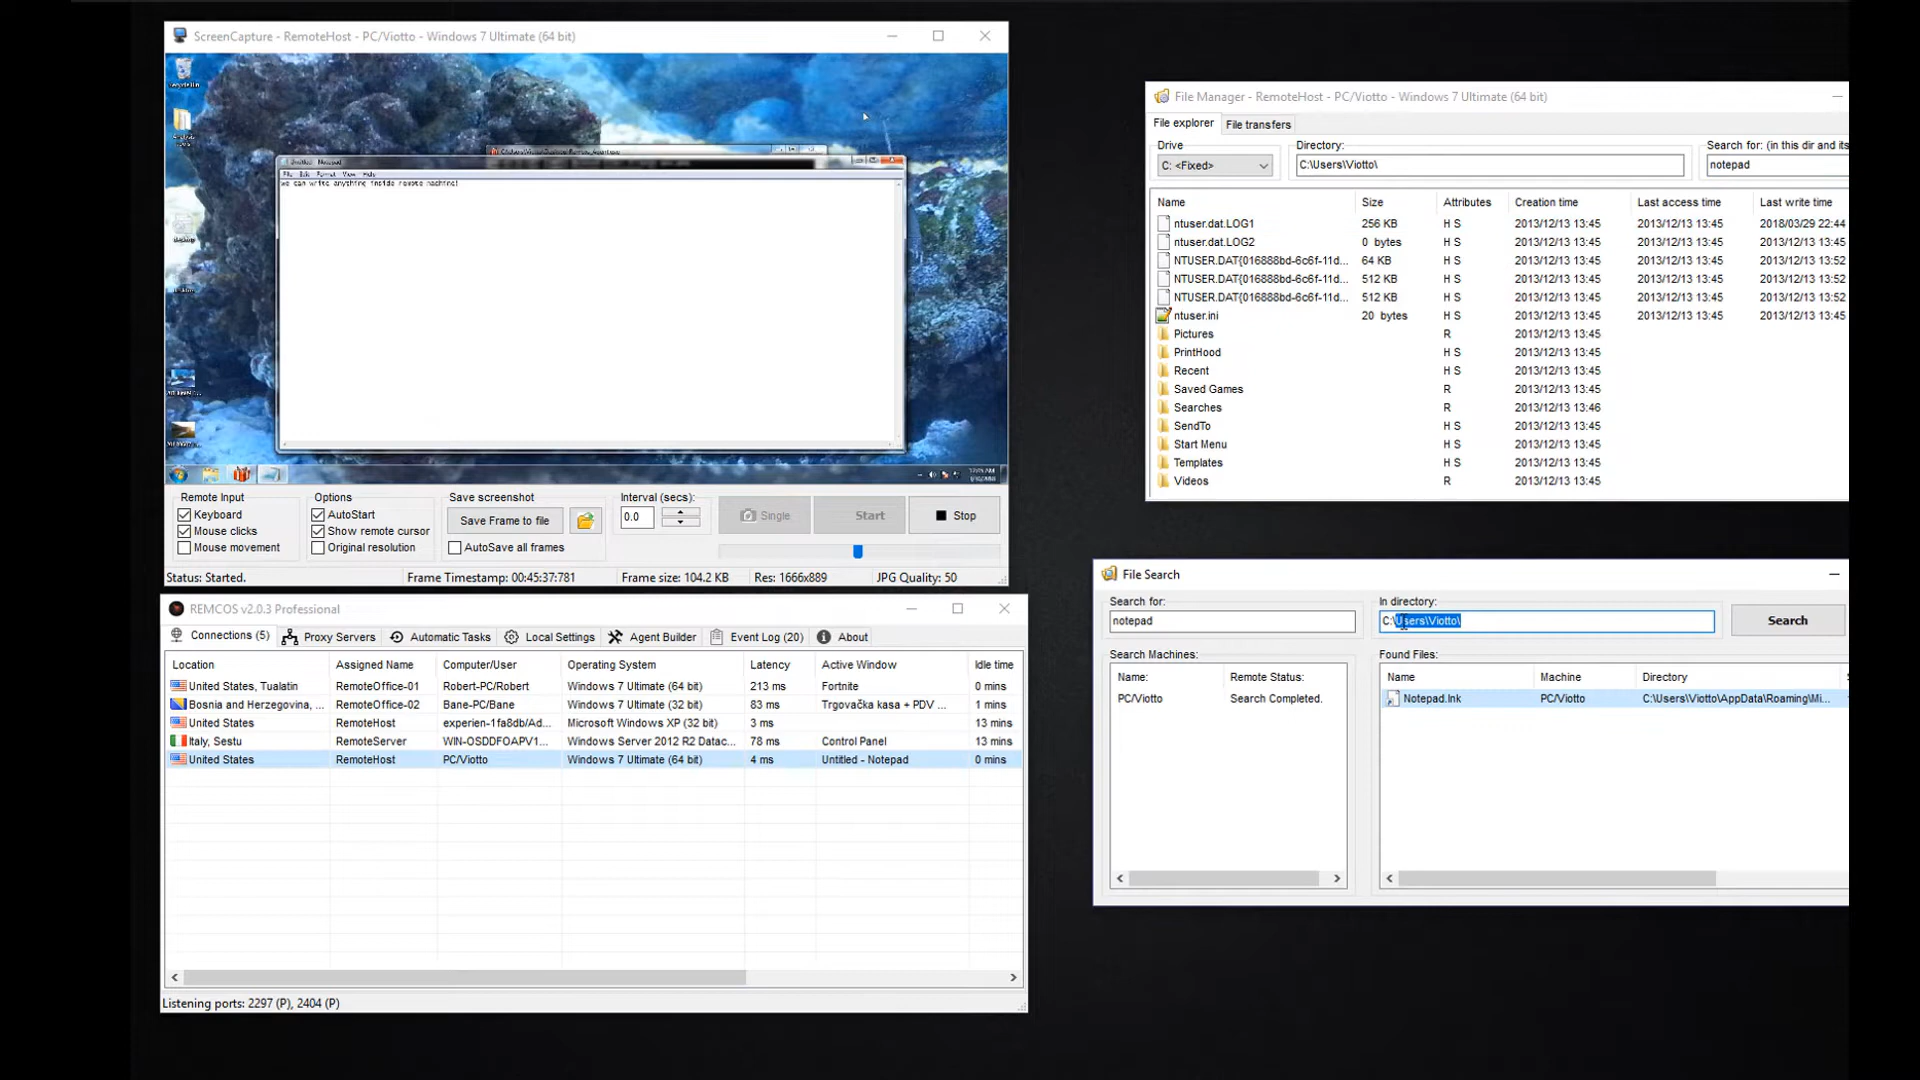 ScreenCapture - RemoteHost - PC/Viotto - Windows 7 Ultimate (64 bit)
Untitled - Notepad
File Edit Format View Help
we can write anything inside remote machine!
Remote Input
Keyboard
Mouse clicks
Mouse movement
Options
AutoStart
Show remote cursor
Original resolution
Save screenshot
Save Frame to file
AutoSave all frames
Interval (secs):
0.0
Single
Start
Stop
Status: Started. Frame Timestamp: 00:45:37:781 Frame size: 104.2 KB Res: 1666x889 JPG Quality: 50
REMCOS v2.0.3 Professional
Connections (5) Proxy Servers Automatic Tasks Local Settings Agent Builder Event Log (20) About
Location Assigned Name Computer/User Operating System Latency Active Window Idle time
United States, Tualatin RemoteOffice-01 Robert-PC/Robert Windows 7 Ultimate (64 bit) 213 ms Fortnite 0 mins
Bosnia and Herzegovina, ... RemoteOffice-02 Bane-PC/Bane Windows 7 Ultimate (32 bit) 83 ms Trgovačka kasa + PDV ... 1 mins
United States RemoteHost experien-1fa8db/Ad... Microsoft Windows XP (32 bit) 3 ms 13 mins
Italy, Sestu RemoteServer WIN-OSDDFOAPV1... Windows Server 2012 R2 Datac... 78 ms Control Panel 13 mins
United States RemoteHost PC/Viotto Windows 7 Ultimate (64 bit) 4 ms Untitled - Notepad 0 mins
Listening ports: 2297 (P), 2404 (P)
File Manager - RemoteHost - PC/Viotto - Windows 7 Ultimate (64 bit)
File explorer File transfers
Drive Directory: Search for: (in this dir and its
C: <Fixed> C:\Users\Viotto\ notepad
Name Size Attributes Creation time Last access time Last write time
ntuser.dat.LOG1 256 KB H S 2013/12/13 13:45 2013/12/13 13:45 2018/03/29 22:44
ntuser.dat.LOG2 0 bytes H S 2013/12/13 13:45 2013/12/13 13:45 2013/12/13 13:45
NTUSER.DAT{016888bd-6c6f-11d... 64 KB H S 2013/12/13 13:45 2013/12/13 13:45 2013/12/13 13:52
NTUSER.DAT{016888bd-6c6f-11d... 512 KB H S 2013/12/13 13:45 2013/12/13 13:45 2013/12/13 13:52
NTUSER.DAT{016888bd-6c6f-11d... 512 KB H S 2013/12/13 13:45 2013/12/13 13:45 2013/12/13 13:52
ntuser.ini 20 bytes H S 2013/12/13 13:45 2013/12/13 13:45 2013/12/13 13:45
Pictures R 2013/12/13 13:45
PrintHood H S 2013/12/13 13:45
Recent H S 2013/12/13 13:45
Saved Games R 2013/12/13 13:45
Searches R 2013/12/13 13:46
SendTo H S 2013/12/13 13:45
Start Menu H S 2013/12/13 13:45
Templates H S 2013/12/13 13:45
Videos R 2013/12/13 13:45
File Search
Search for: In directory:
notepad C:\Users\Viotto\ Search
Search Machines: Found Files:
Name: Remote Status: Name Machine Directory
PC/Viotto Search Completed. Notepad.lnk PC/Viotto C:\Users\Viotto\AppData\Roaming\Mi...